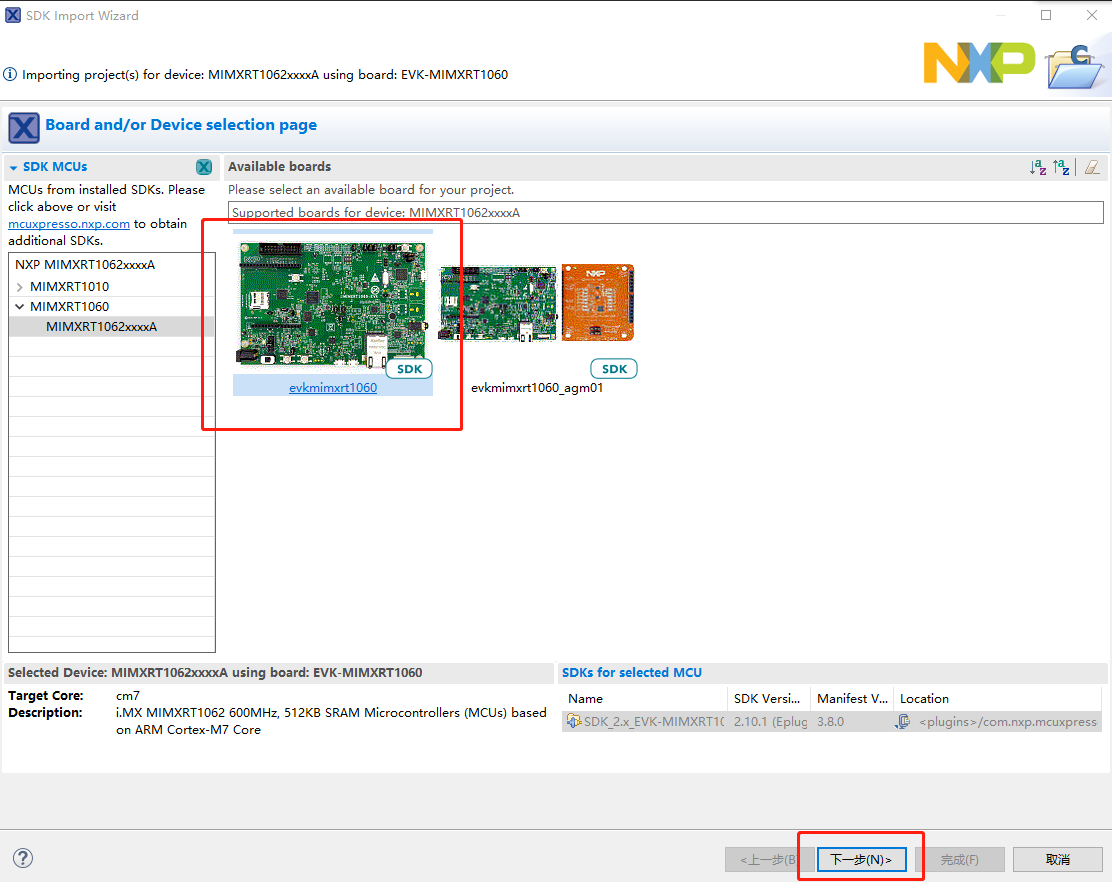 SDK Import Wizard
Importing project(s) for device: MIMXRT1062xxxxA using board: EVK-MIMXRT1060
NXP
Board and/or Device selection page
SDK MCUs
MCUs from installed SDKs. Please
click above or visit
mcuxpresso.nxp.com to obtain
additional SDKs.
NXP MIMXRT1062xxxxA
MIMXRT1010
MIMXRT1060
MIMXRT1062xxxxA
Available boards
Please select an available board for your project.
Supported boards for device: MIMXRT1062xxxxA
SDK
evkmimxrt1060
NXP
SDK
evkmimxrt1060_agm01
Selected Device: MIMXRT1062xxxxA using board: EVK-MIMXRT1060
Target Core: cm7
Description: i.MX MIMXRT1062 600MHz, 512KB SRAM Microcontrollers (MCUs) based
on ARM Cortex-M7 Core
SDKs for selected MCU
Name SDK Versi... Manifest V... Location
SDK_2.x_EVK-MIMXRT10 2.10.1 (Eplug 3.8.0 <plugins>/com.nxp.mcuxpress
<上一步(B 下一步(N)> 完成(F) 取消